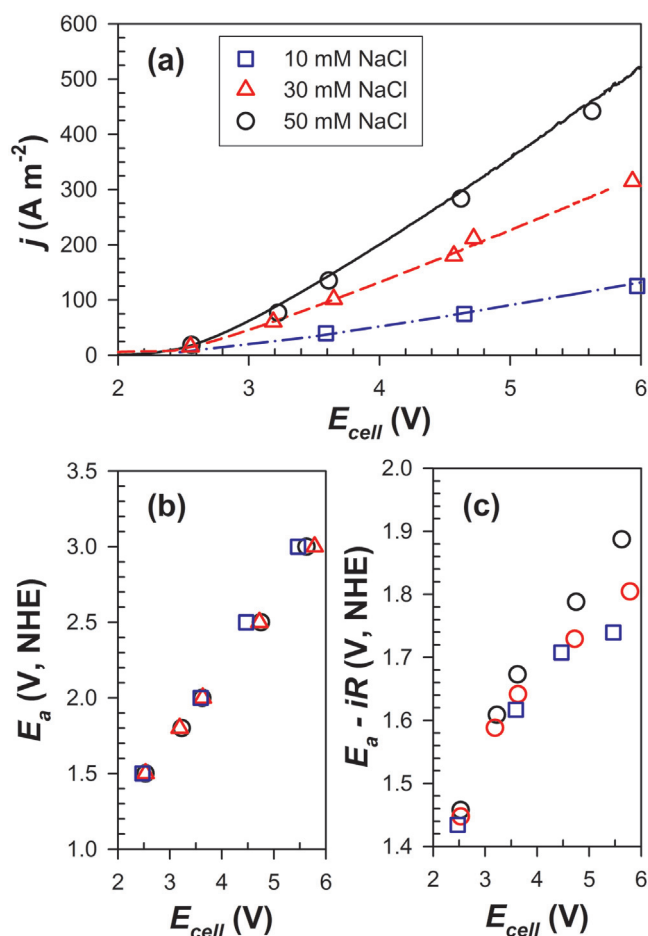 600
500
400
300
200
100
0
j (A m-2)
(a)
10 mM NaCl
30 mM NaCl
50 mM NaCl
2 3 4 5 6
Ecell (V)
3.5
3.0
2.5
2.0
1.5
1.0
Ea (V, NHE)
(b)
2 3 4 5 6
Ecell (V)
2.0
1.9
1.8
1.7
1.6
1.5
1.4
Ea - iR (V, NHE)
(c)
2 3 4 5 6
Ecell (V)